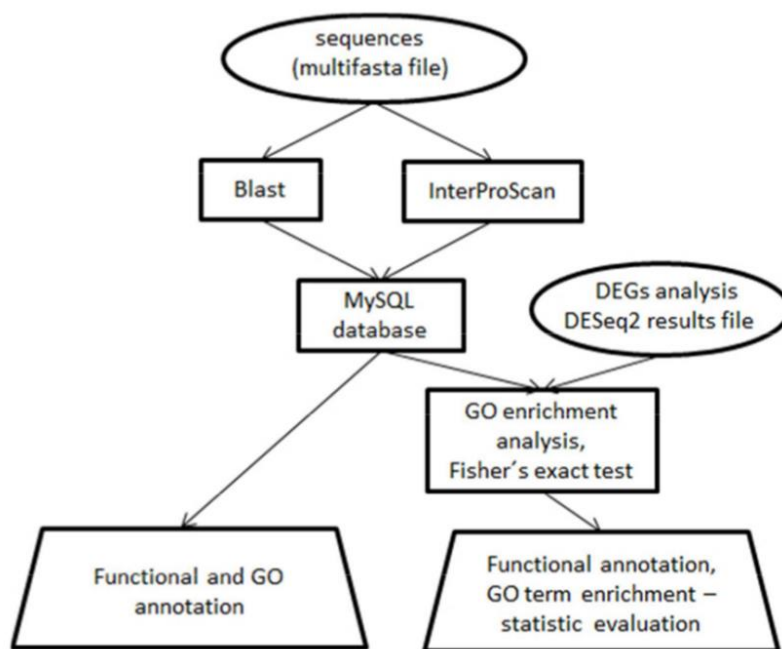 sequences
(multifasta file)
Blast
InterProScan
MySQL
database
DEGs analysis
DESeq2 results file
GO enrichment
analysis,
Fisher´s exact test
Functional and GO
annotation
Functional annotation,
GO term enrichment –
statistic evaluation